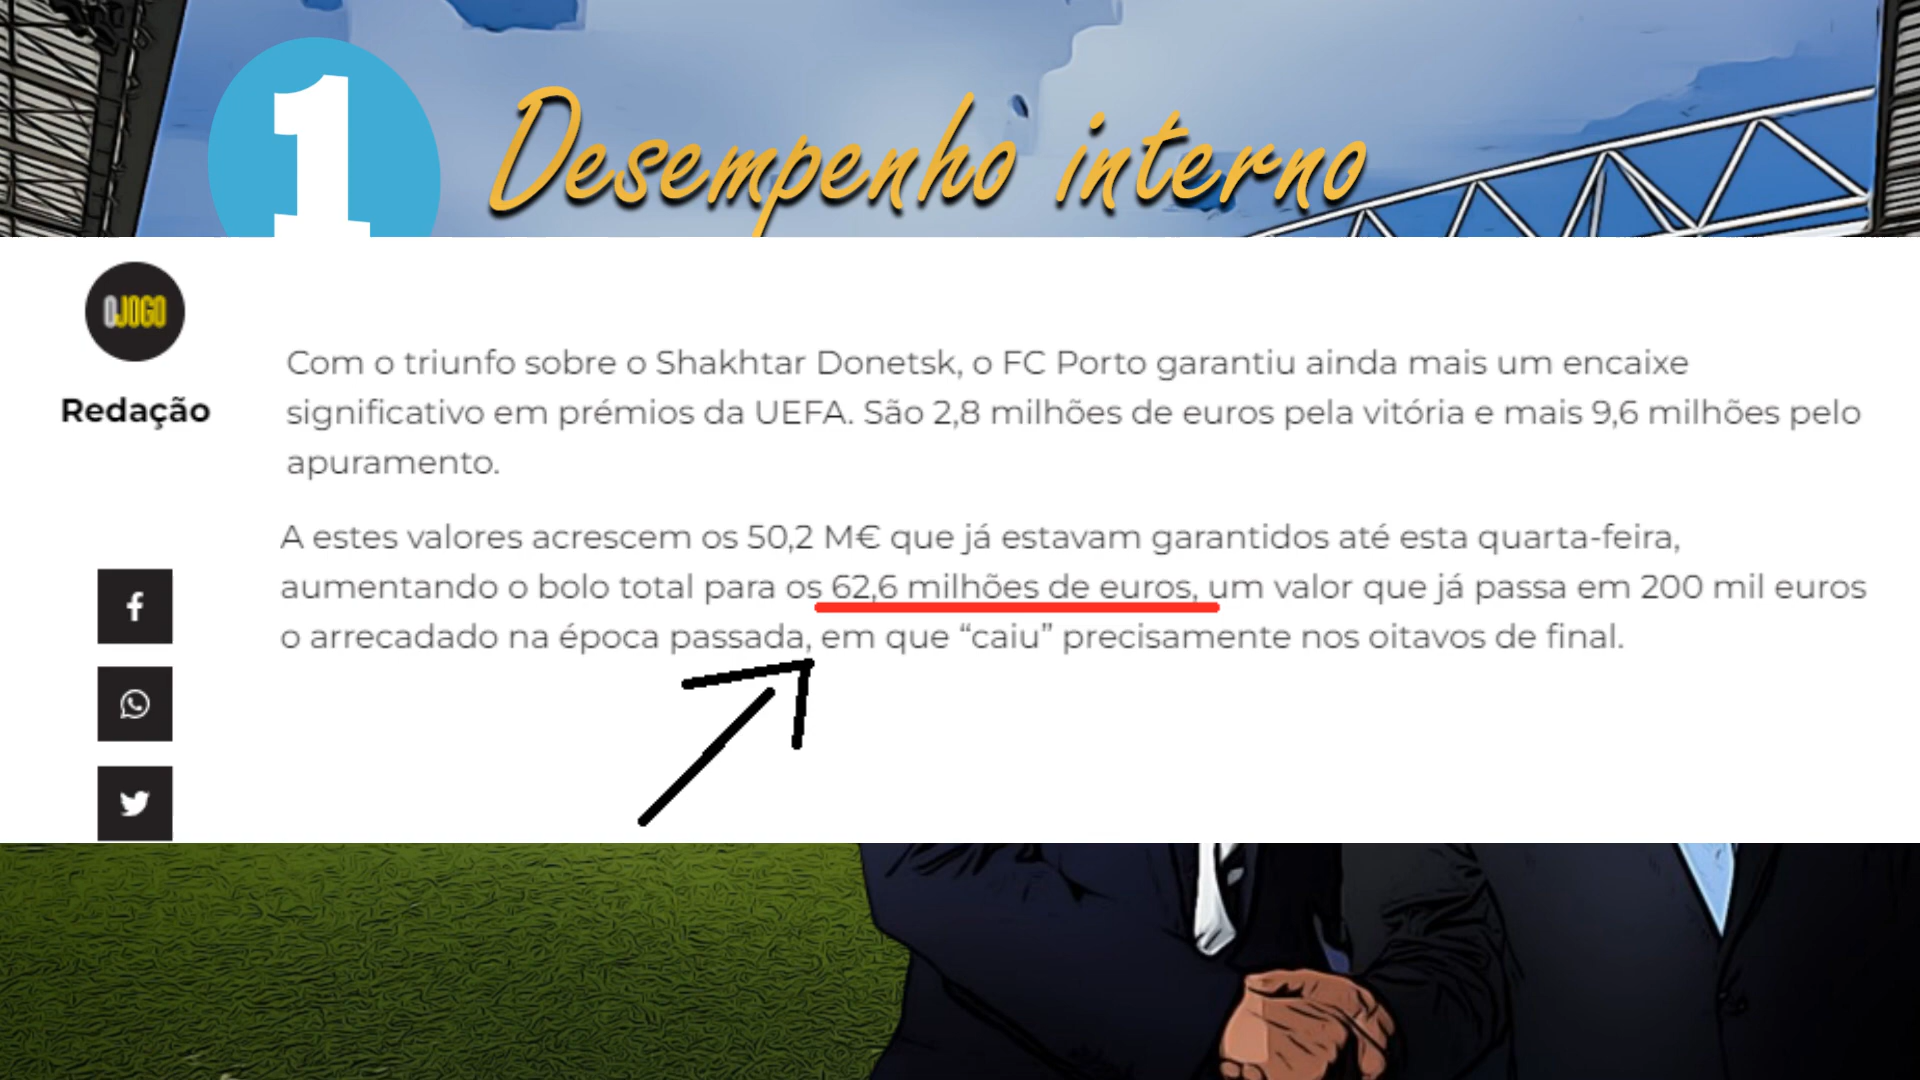 1 Desempenho interno
OJOGO
Redação
Com o triunfo sobre o Shakhtar Donetsk, o FC Porto garantiu ainda mais um encaixe
significativo em prémios da UEFA. São 2,8 milhões de euros pela vitória e mais 9,6 milhões pelo
apuramento.
A estes valores acrescem os 50,2 M€ que já estavam garantidos até esta quarta-feira,
aumentando o bolo total para os 62,6 milhões de euros, um valor que já passa em 200 mil euros
o arrecadado na época passada, em que “caiu” precisamente nos oitavos de final.